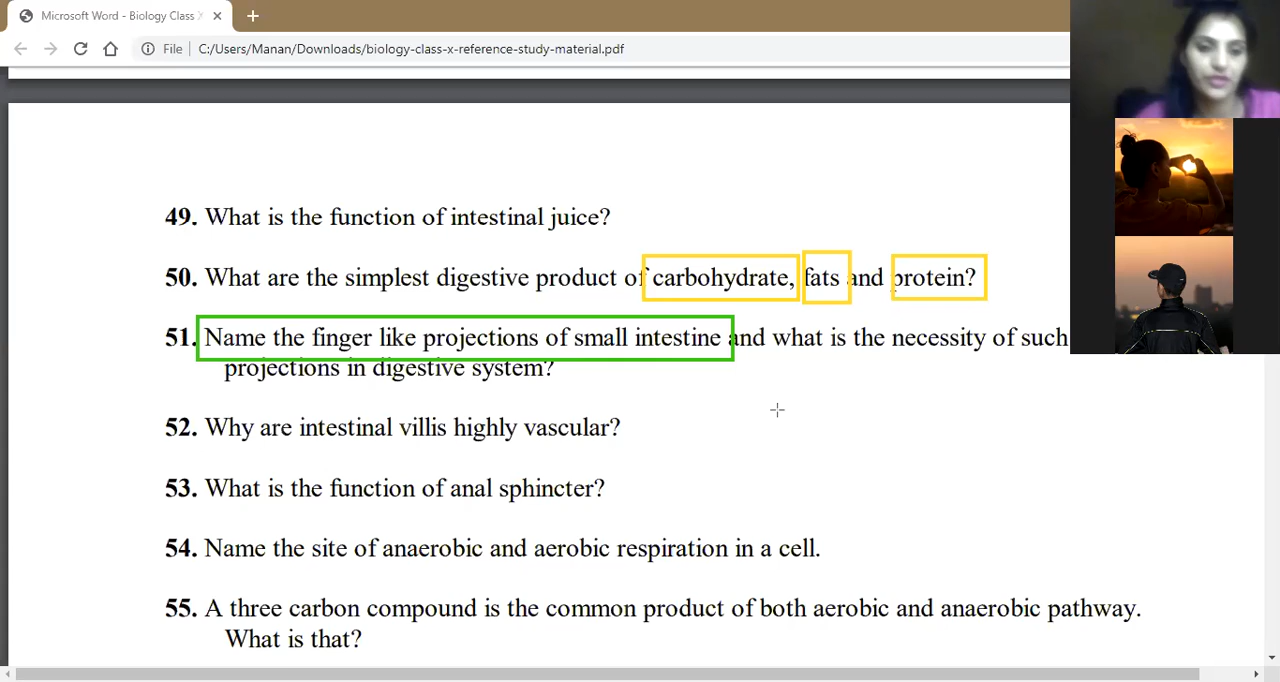 Microsoft Word - Biology Class X
File C:/Users/Manan/Downloads/biology-class-x-reference-study-material.pdf
49. What is the function of intestinal juice?
50. What are the simplest digestive product of carbohydrate, fats and protein?
51. Name the finger like projections of small intestine and what is the necessity of such
projections in digestive system?
52. Why are intestinal villis highly vascular?
53. What is the function of anal sphincter?
54. Name the site of anaerobic and aerobic respiration in a cell.
55. A three carbon compound is the common product of both aerobic and anaerobic pathway.
What is that?